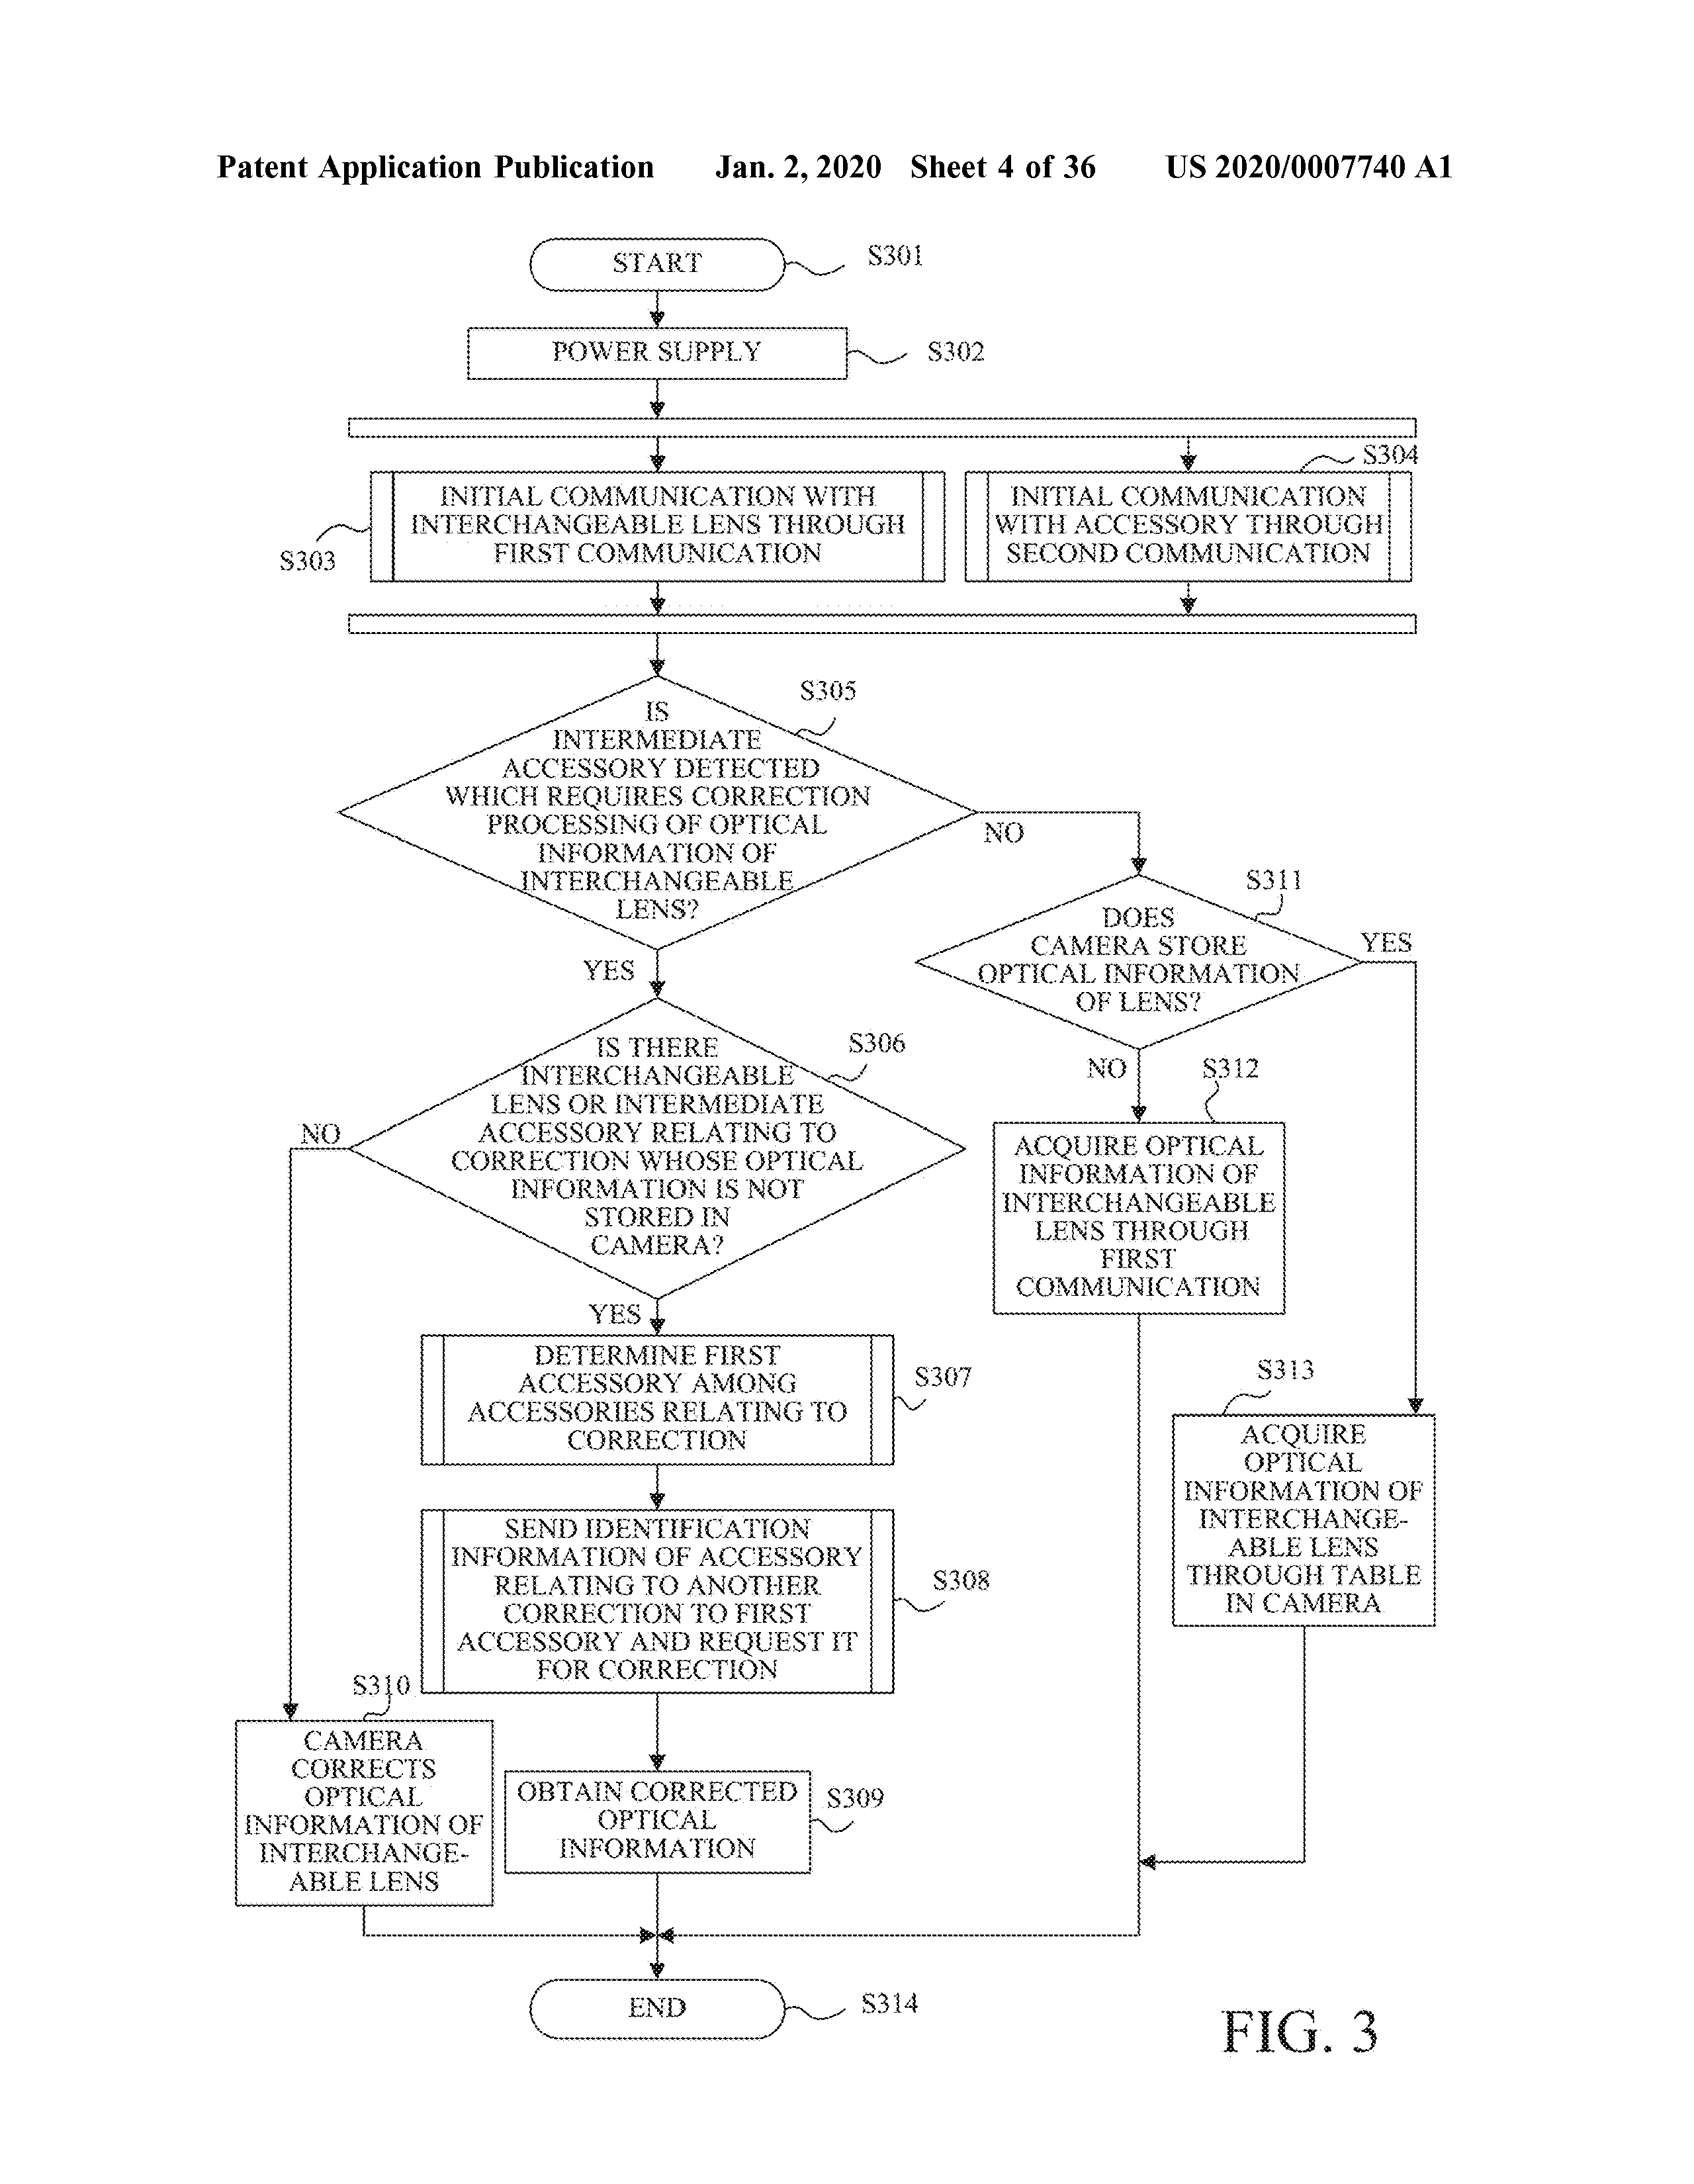 Patent Application Publication Jan. 2, 2020 Sheet 4 of 36 US 2020/0007740 A1
START
S301
POWER SUPPLY
S302
S304
INITIAL COMMUNICATION WITH
INTERCHANGEABLE LENS THROUGH
FIRST COMMUNICATION
S303
INITIAL COMMUNICATION
WITH ACCESSORY THROUGH
SECOND COMMUNICATION
S305
IS
INTERMEDIATE
ACCESSORY DETECTED
WHICH REQUIRES CORRECTION
PROCESSING OF OPTICAL
INFORMATION OF
INTERCHANGEABLE
LENS?
NO
YES
S311
DOES
CAMERA STORE
OPTICAL INFORMATION
OF LENS?
YES
NO
S306
IS THERE
INTERCHANGEABLE
LENS OR INTERMEDIATE
ACCESSORY RELATING TO
CORRECTION WHOSE OPTICAL
INFORMATION IS NOT
STORED IN
CAMERA?
NO
YES
S312
ACQUIRE OPTICAL
INFORMATION OF
INTERCHANGEABLE
LENS THROUGH
FIRST
COMMUNICATION
DETERMINE FIRST
ACCESSORY AMONG
ACCESSORIES RELATING TO
CORRECTION
S307
S313
ACQUIRE
OPTICAL
INFORMATION OF
INTERCHANGE-
ABLE LENS
THROUGH TABLE
IN CAMERA
SEND IDENTIFICATION
INFORMATION OF ACCESSORY
RELATING TO ANOTHER
CORRECTION TO FIRST
ACCESSORY AND REQUEST IT
FOR CORRECTION
S308
S310
CAMERA
CORRECTS
OPTICAL
INFORMATION OF
INTERCHANGE-
ABLE LENS
OBTAIN CORRECTED
OPTICAL
INFORMATION
S309
END
S314
FIG. 3